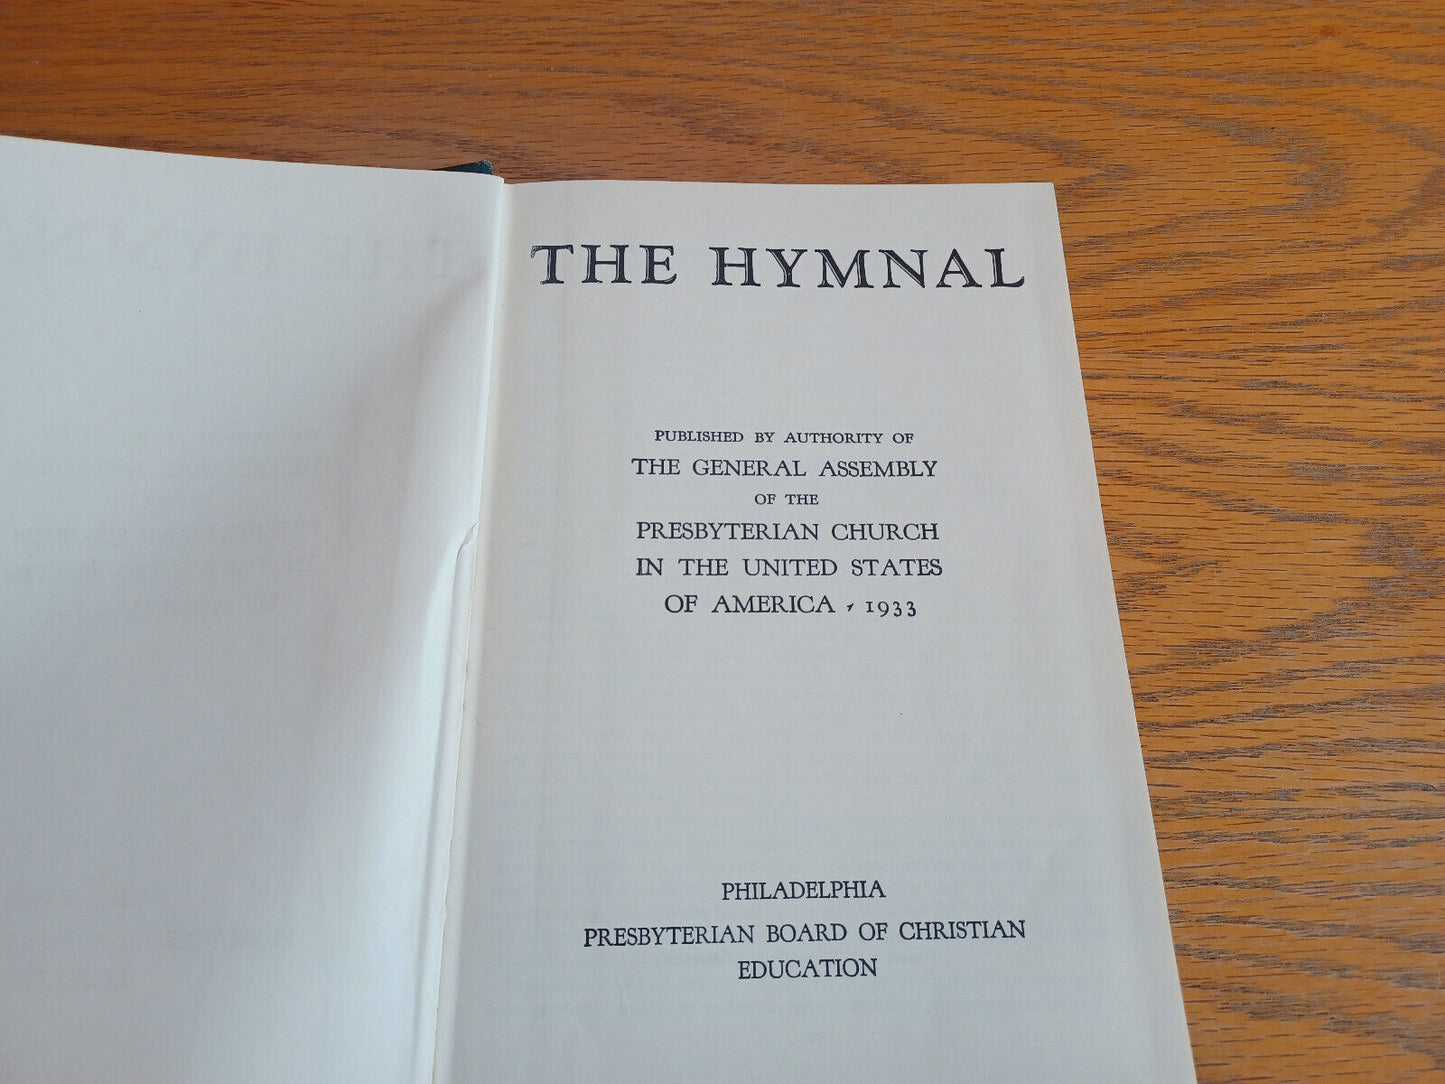 THE HYMNAL
PUBLISHED BY AUTHORITY OF
THE GENERAL ASSEMBLY
OF THE
PRESBYTERIAN CHURCH
IN THE UNITED STATES
OF AMERICA · 1933
PHILADELPHIA
PRESBYTERIAN BOARD OF CHRISTIAN
EDUCATION